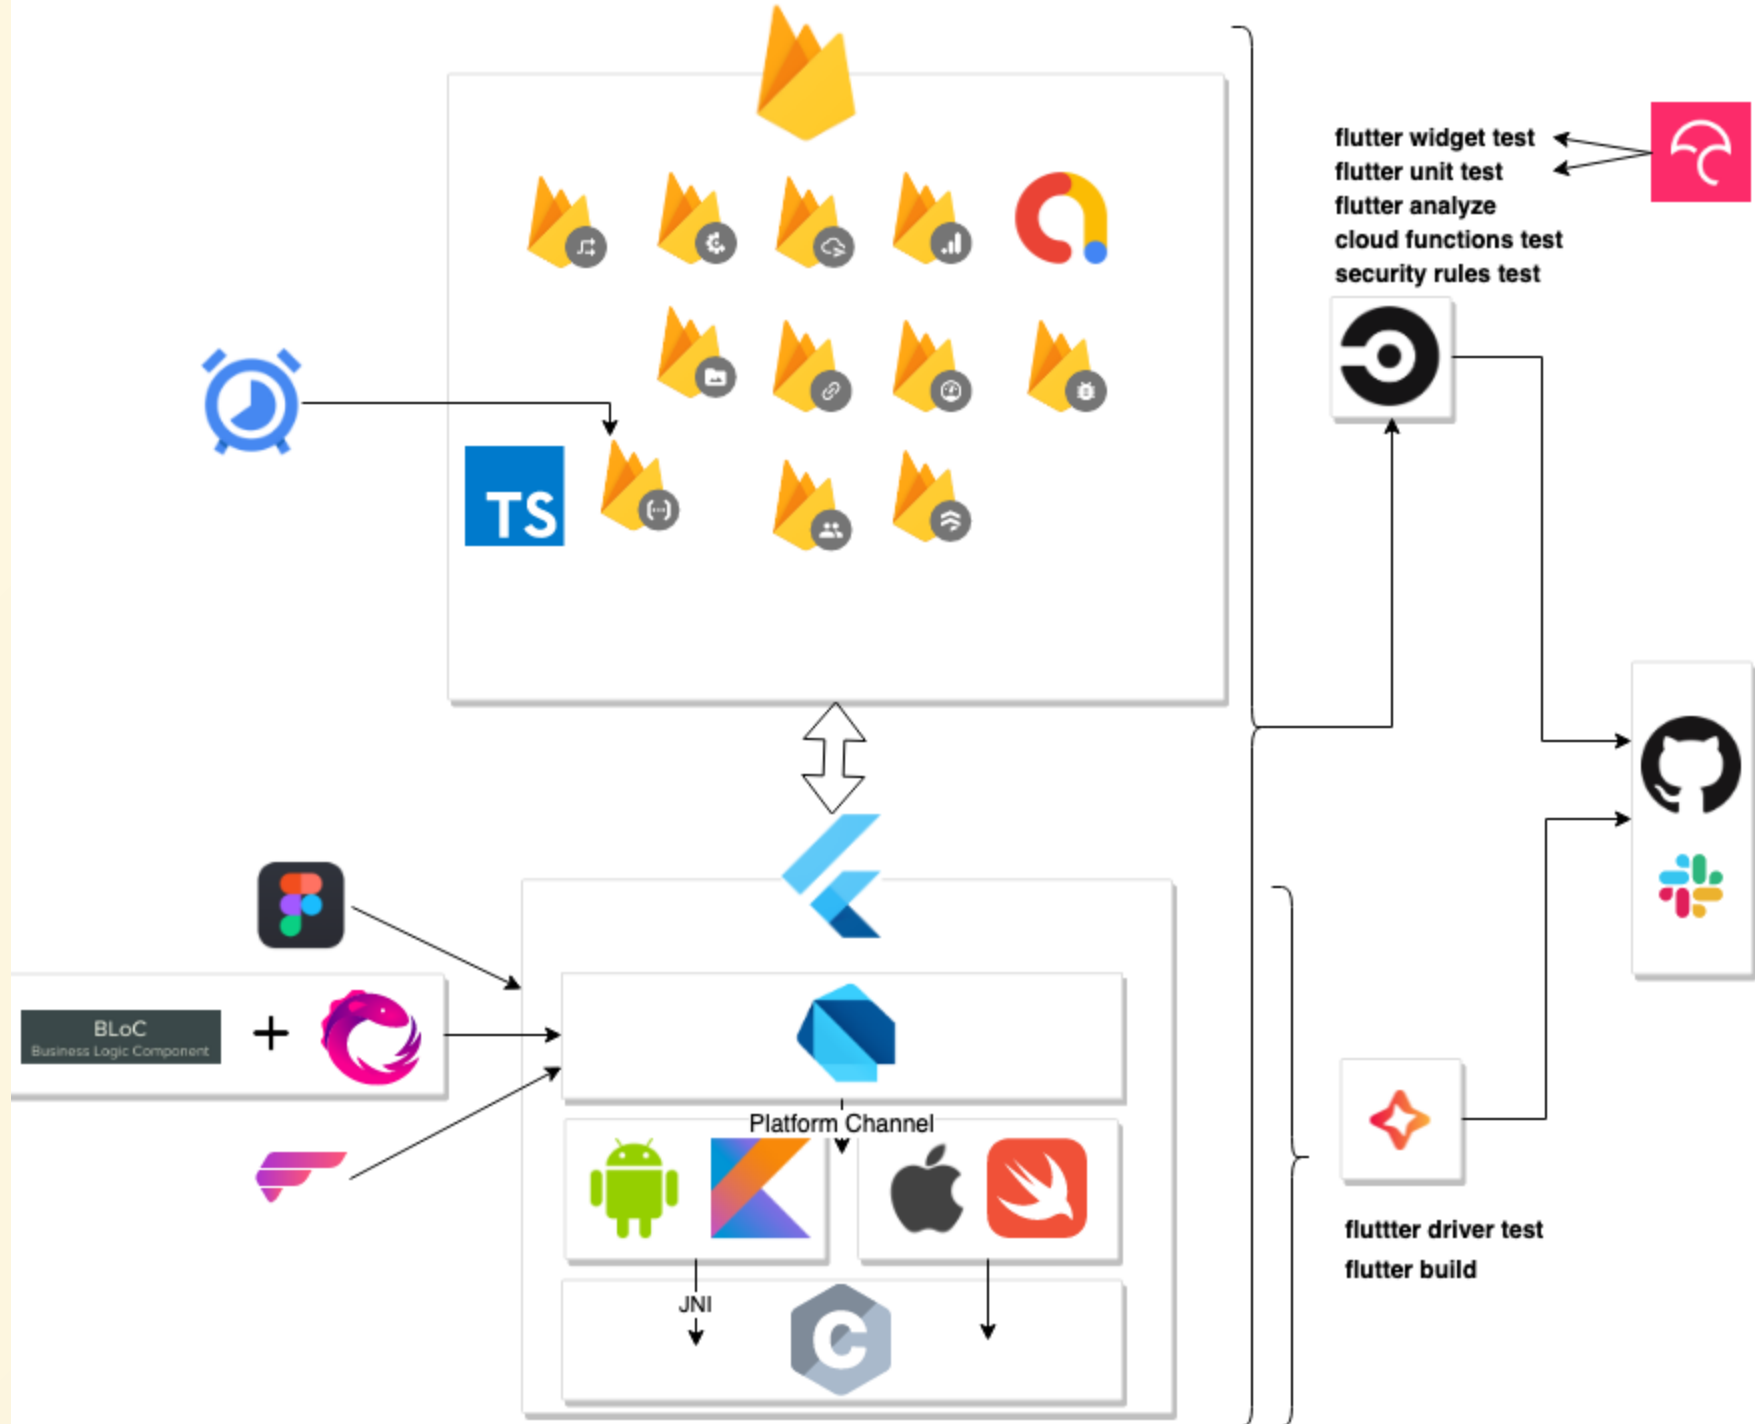 flutter widget test
flutter unit test
flutter analyze
cloud functions test
security rules test
TS
BLoC
Business Logic Component
+
Platform Channel
JNI
C
fluttter driver test
flutter build